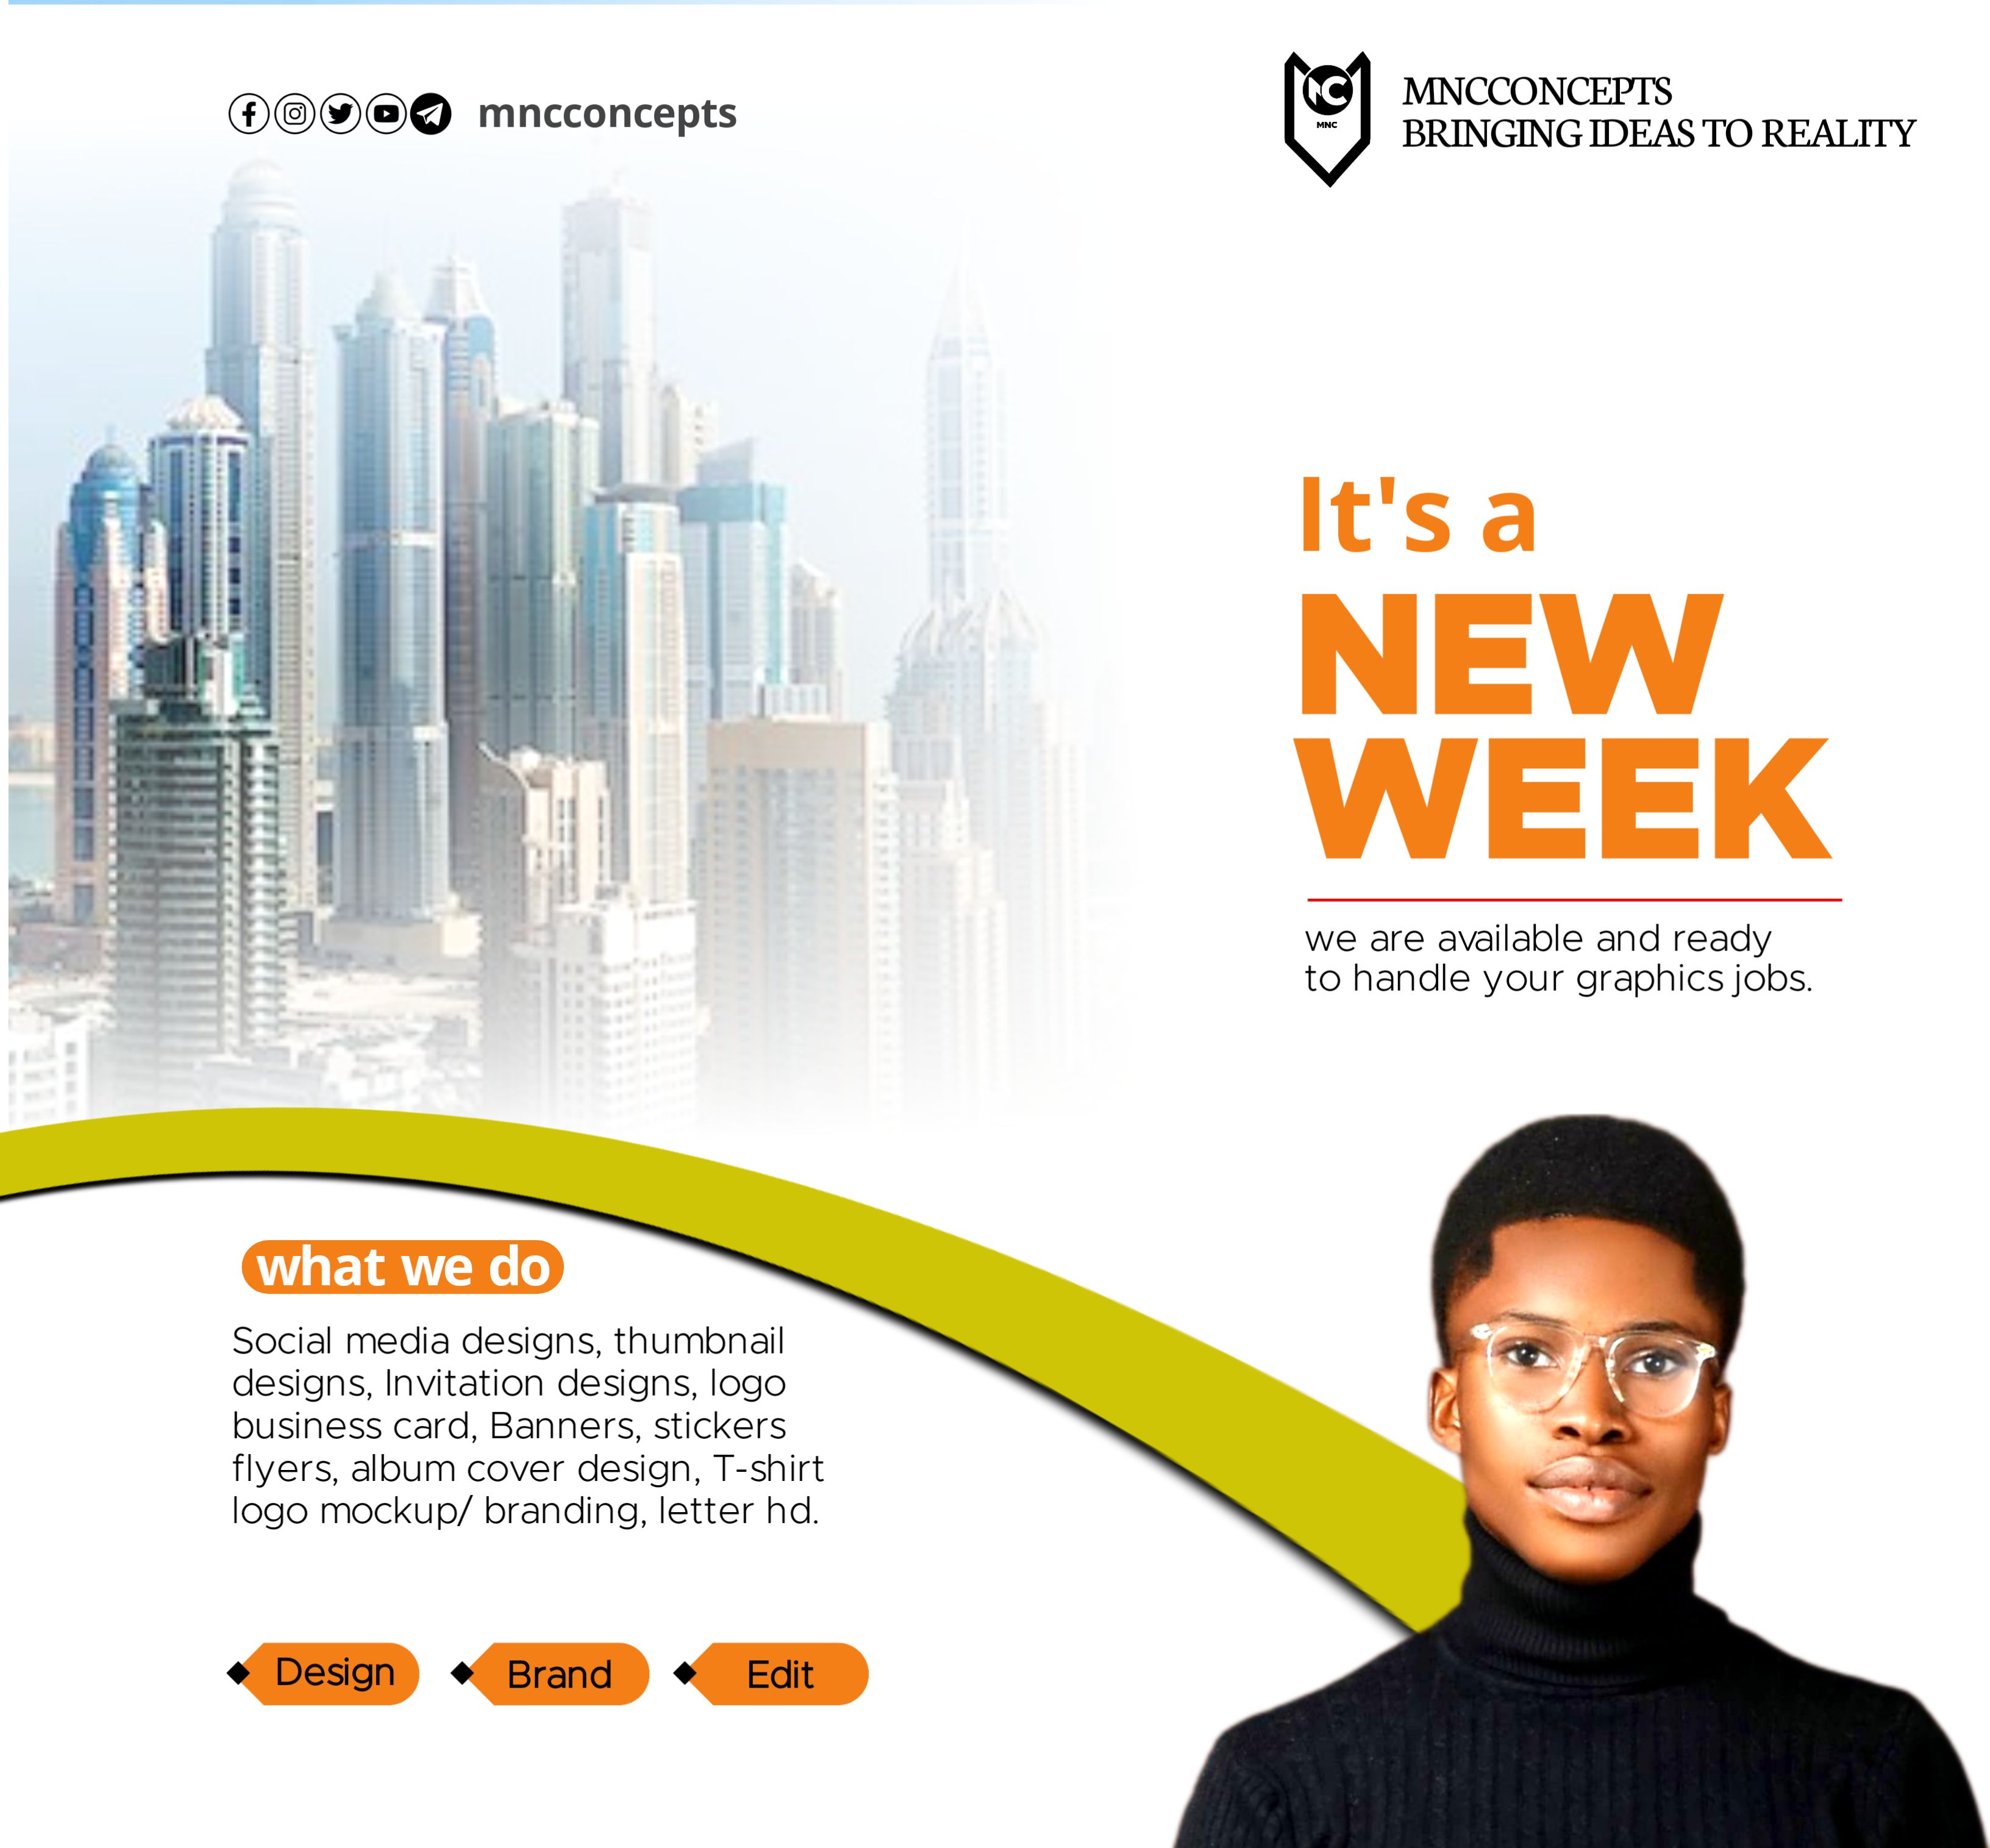 mncconcepts
NC
MNC
MNCCONCEPTS
BRINGING IDEAS TO REALITY
It's a
NEW
WEEK
we are available and ready
to handle your graphics jobs.
what we do
Social media designs, thumbnail
designs, Invitation designs, logo
business card, Banners, stickers
flyers, album cover design, T-shirt
logo mockup/ branding, letter hd.
Design
Brand
Edit